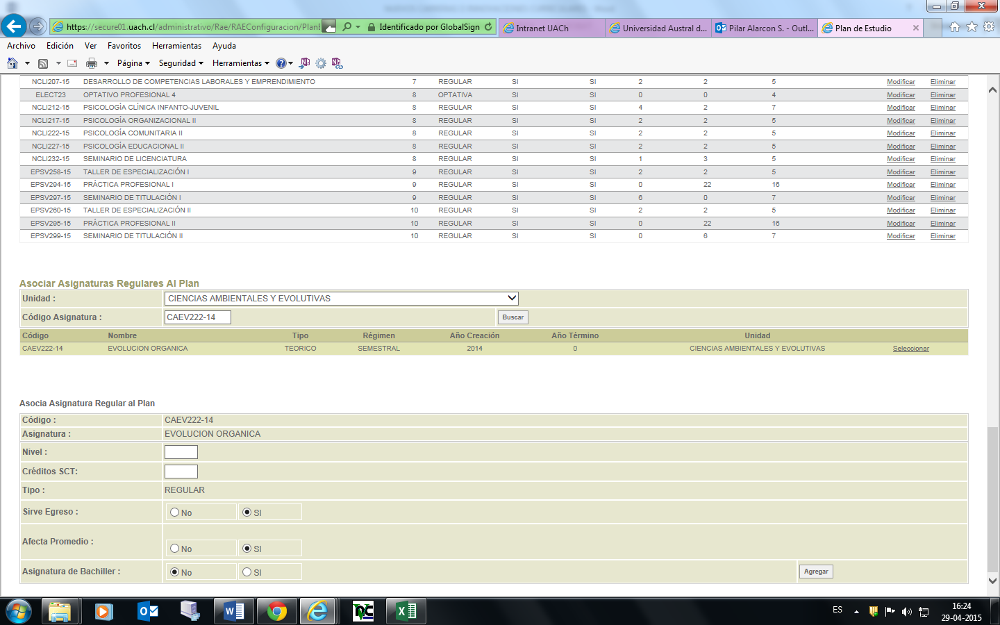 https://secure01.uach.cl/administrativo/Rae/RAEConfiguracion/PlanE
Identificado por GlobalSign
Intranet UACh
Universidad Austral d...
Pilar Alarcon S. - Outl...
Plan de Estudio
Archivo Edición Ver Favoritos Herramientas Ayuda
Página Seguridad Herramientas
NCLI207-15 DESARROLLO DE COMPETENCIAS LABORALES Y EMPRENDIMIENTO 7 REGULAR SI SI 2 2 5 Modificar Eliminar
ELECT23 OPTATIVO PROFESIONAL 4 8 OPTATIVA SI SI 0 0 4 Modificar Eliminar
NCLI212-15 PSICOLOGÍA CLÍNICA INFANTO-JUVENIL 8 REGULAR SI SI 4 2 7 Modificar Eliminar
NCLI217-15 PSICOLOGÍA ORGANIZACIONAL II 8 REGULAR SI SI 2 2 5 Modificar Eliminar
NCLI222-15 PSICOLOGÍA COMUNITARIA II 8 REGULAR SI SI 2 2 5 Modificar Eliminar
NCLI227-15 PSICOLOGÍA EDUCACIONAL II 8 REGULAR SI SI 2 2 5 Modificar Eliminar
NCLI232-15 SEMINARIO DE LICENCIATURA 8 REGULAR SI SI 1 3 5 Modificar Eliminar
EPSV258-15 TALLER DE ESPECIALIZACIÓN I 9 REGULAR SI SI 2 2 5 Modificar Eliminar
EPSV294-15 PRÁCTICA PROFESIONAL I 9 REGULAR SI SI 0 22 16 Modificar Eliminar
EPSV297-15 SEMINARIO DE TITULACIÓN I 9 REGULAR SI SI 6 0 7 Modificar Eliminar
EPSV260-15 TALLER DE ESPECIALIZACIÓN II 10 REGULAR SI SI 2 2 5 Modificar Eliminar
EPSV295-15 PRÁCTICA PROFESIONAL II 10 REGULAR SI SI 0 22 16 Modificar Eliminar
EPSV299-15 SEMINARIO DE TITULACIÓN II 10 REGULAR SI SI 0 6 7 Modificar Eliminar
Asociar Asignaturas Regulares Al Plan
Unidad : CIENCIAS AMBIENTALES Y EVOLUTIVAS
Código Asignatura : CAEV222-14 Buscar
Código Nombre Tipo Régimen Año Creación Año Término Unidad
CAEV222-14 EVOLUCION ORGANICA TEORICO SEMESTRAL 2014 0 CIENCIAS AMBIENTALES Y EVOLUTIVAS Seleccionar
Asocia Asignatura Regular al Plan
Código : CAEV222-14
Asignatura : EVOLUCION ORGANICA
Nivel :
Créditos SCT:
Tipo : REGULAR
Sirve Egreso : No SI
Afecta Promedio : No SI
Asignatura de Bachiller : No SI Agregar
ES
16:24
29-04-2015